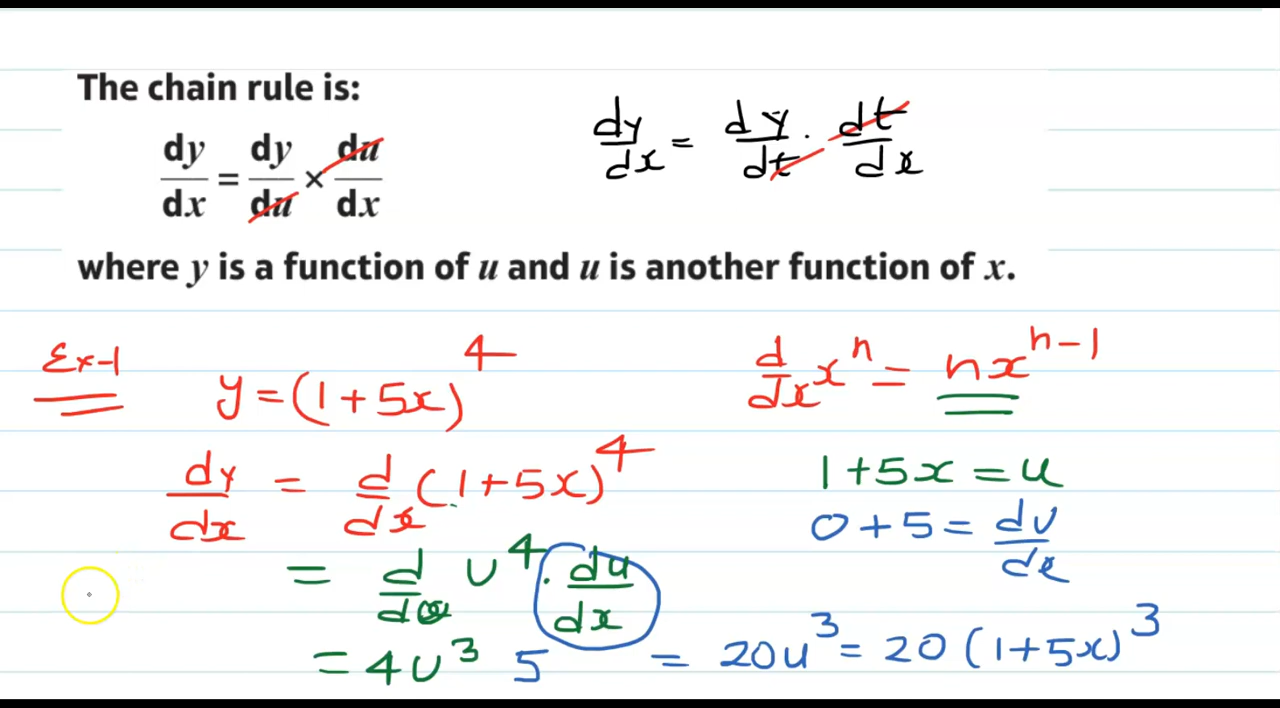 The chain rule is:
dy/dx = dy/du × du/dx
dy/dx = dy/dt · dt/dx
where y is a function of u and u is another function of x.
Ex-1
y = (1+5x)^4
d/dx x^n = nx^(n-1)
dy/dx = d/dx (1+5x)^4
1+5x = u
0+5 = du/dx
= d/du u^4 · du/dx
= 4u^3 5 = 20u^3 = 20(1+5x)^3